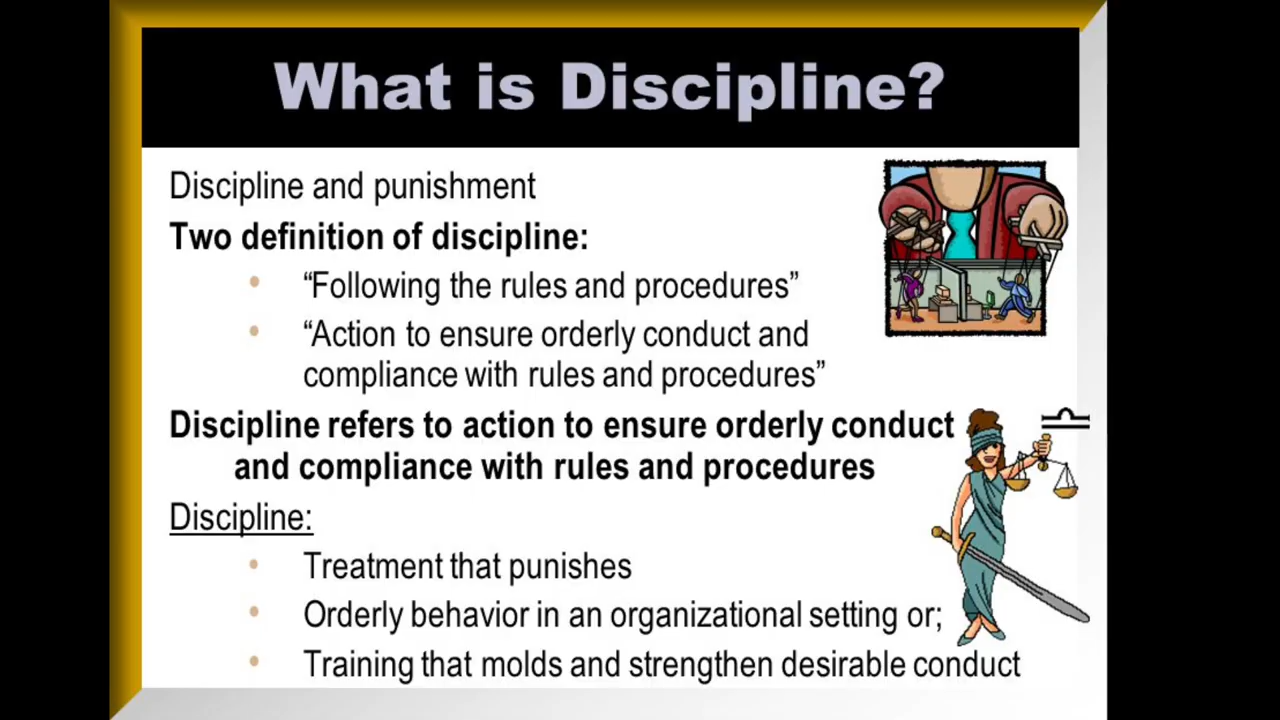 What is Discipline?
Discipline and punishment
Two definition of discipline:
• “Following the rules and procedures”
• “Action to ensure orderly conduct and
compliance with rules and procedures”
Discipline refers to action to ensure orderly conduct
and compliance with rules and procedures
Discipline:
• Treatment that punishes
• Orderly behavior in an organizational setting or;
• Training that molds and strengthen desirable conduct